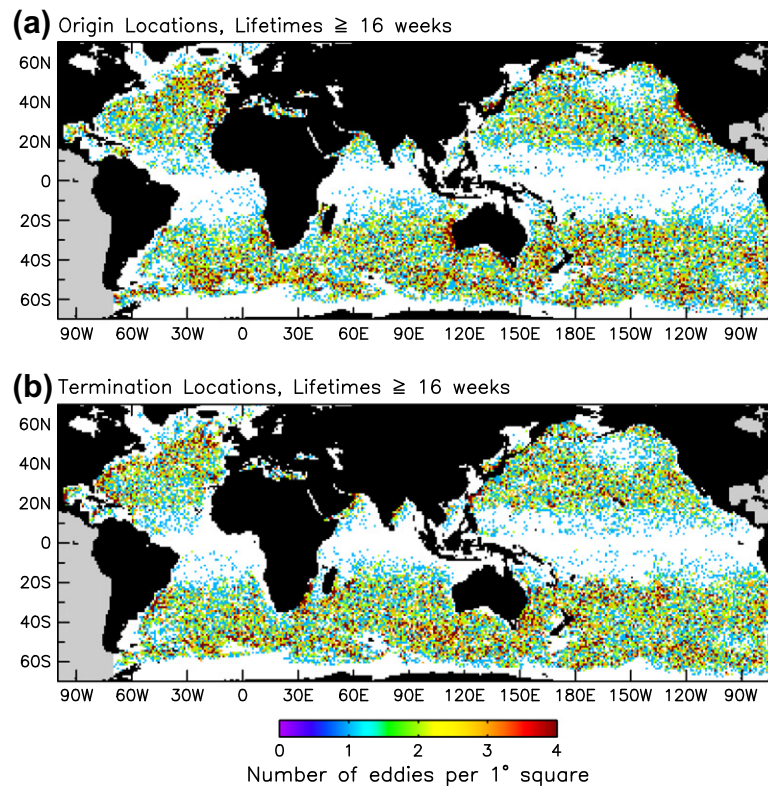 (a) Origin Locations, Lifetimes ≧ 16 weeks
60N
40N
20N
0
20S
40S
60S
90W 60W 30W 0 30E 60E 90E 120E 150E 180E 150W 120W 90W
(b) Termination Locations, Lifetimes ≧ 16 weeks
60N
40N
20N
0
20S
40S
60S
90W 60W 30W 0 30E 60E 90E 120E 150E 180E 150W 120W 90W
0 1 2 3 4
Number of eddies per 1° square